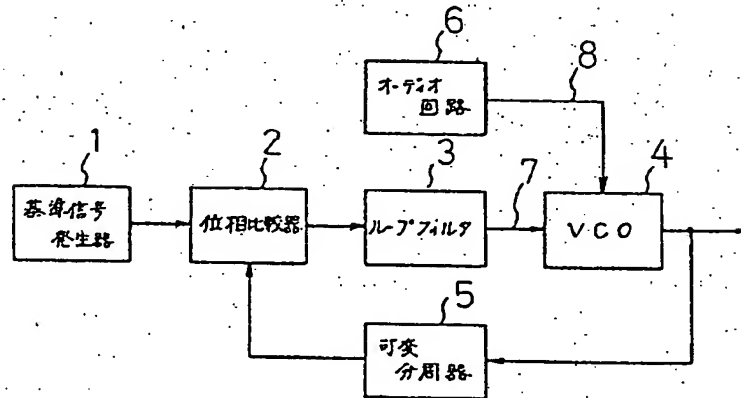 6
オーディオ
回路
8
1
基準信号
発生器
2
位相比較器
3
ループフィルタ
7
4
VCO
5
可変
分周器